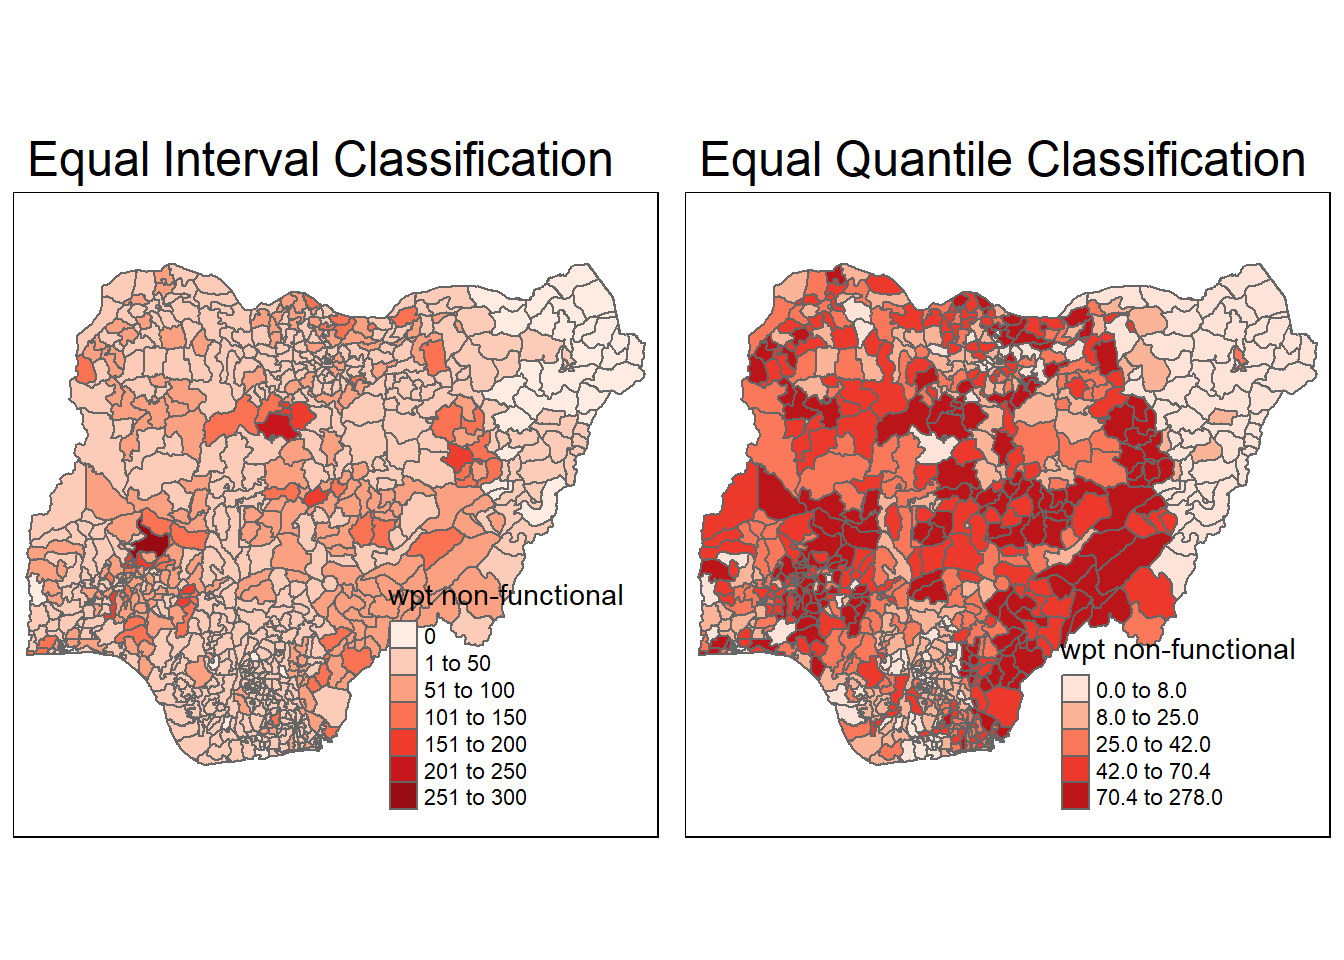 Equal Interval Classification
wpt non-functional
0
1 to 50
51 to 100
101 to 150
151 to 200
201 to 250
251 to 300
Equal Quantile Classification
wpt non-functional
0.0 to 8.0
8.0 to 25.0
25.0 to 42.0
42.0 to 70.4
70.4 to 278.0